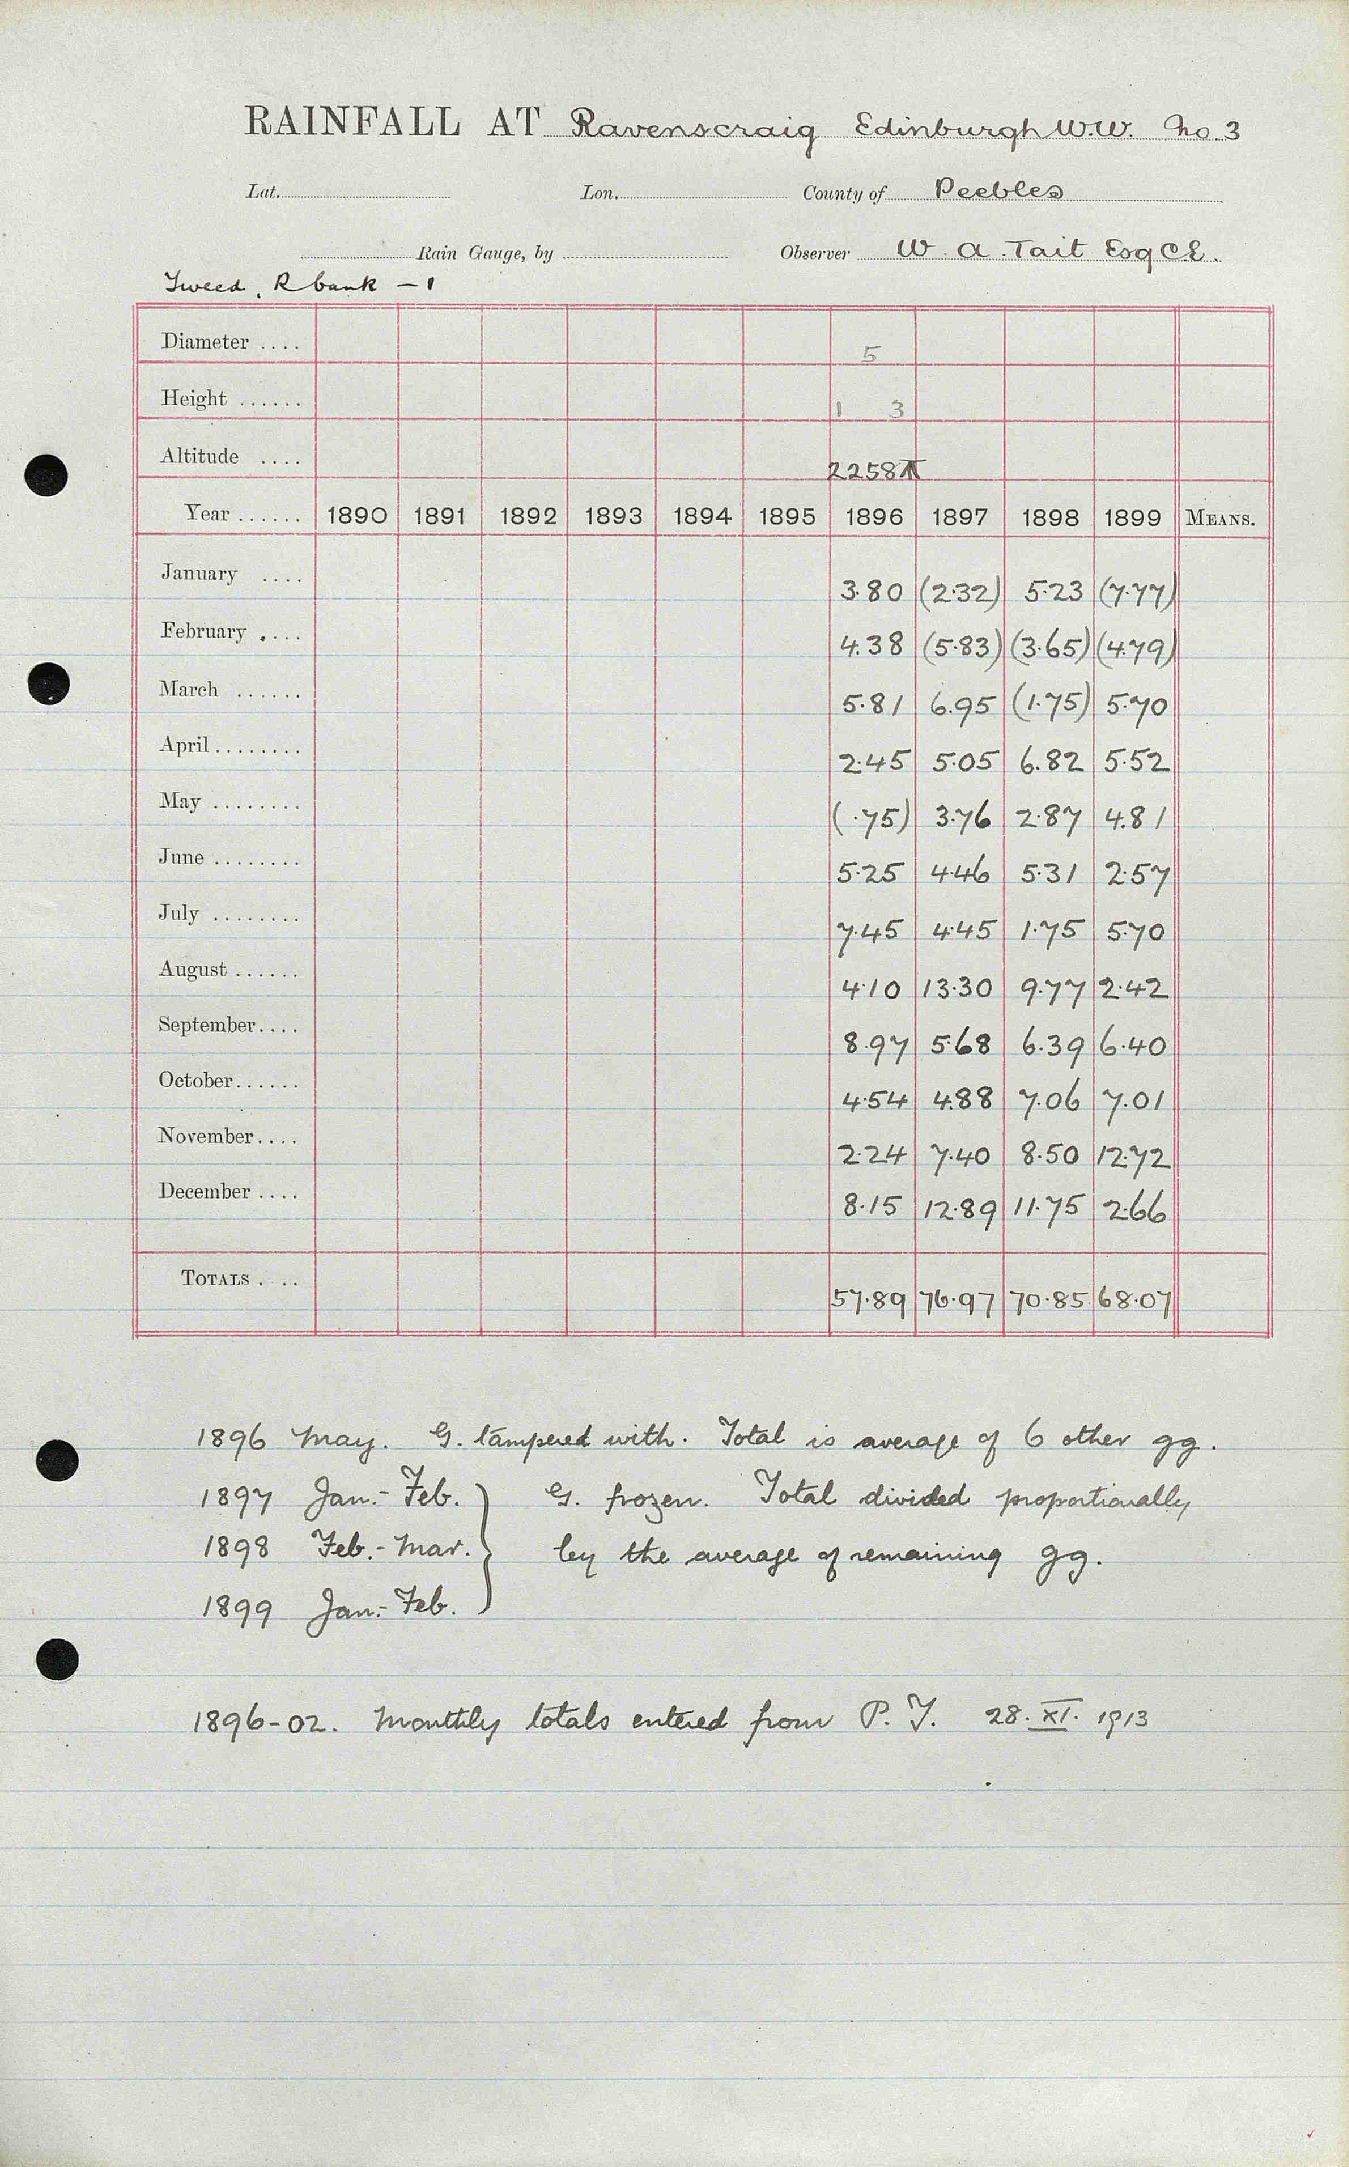 RAINFALL AT Ravenscraig Edinburgh W.W. No. 3
Lat. Lon. County of Peebles
Rain Gauge, by Observer W. A. Tait Esq C.E.
Tweed, R bank - 1
Diameter .... 5
Height ...... 1 3
Altitude .... 2258
Year ...... 1890 1891 1892 1893 1894 1895 1896 1897 1898 1899 MEANS.
January .... 3.80 (2.32) 5.23 (7.77)
February .... 4.38 (5.83) (3.65) (4.79)
March ...... 5.81 6.95 (1.75) 5.70
April ........ 2.45 5.05 6.82 5.52
May ........ ( .75) 3.76 2.87 4.81
June ........ 5.25 4.46 5.31 2.57
July ........ 7.45 4.45 1.75 5.70
August ...... 4.10 13.30 9.77 2.42
September.... 8.97 5.68 6.39 6.40
October...... 4.54 4.88 7.06 7.01
November.... 2.24 7.40 8.50 12.72
December .... 8.15 12.89 11.75 2.66
TOTALS .... 57.89 76.97 70.85 68.07
1896 May. G. tampered with. Total is average of 6 other gg.
1897 Jan.- Feb. } G. frozen. Total divided proportionally
1898 Feb.- Mar. by the average of remaining gg.
1899 Jan.- Feb.
1896-02. Monthly totals entered from P. T. 28. XI. 1913